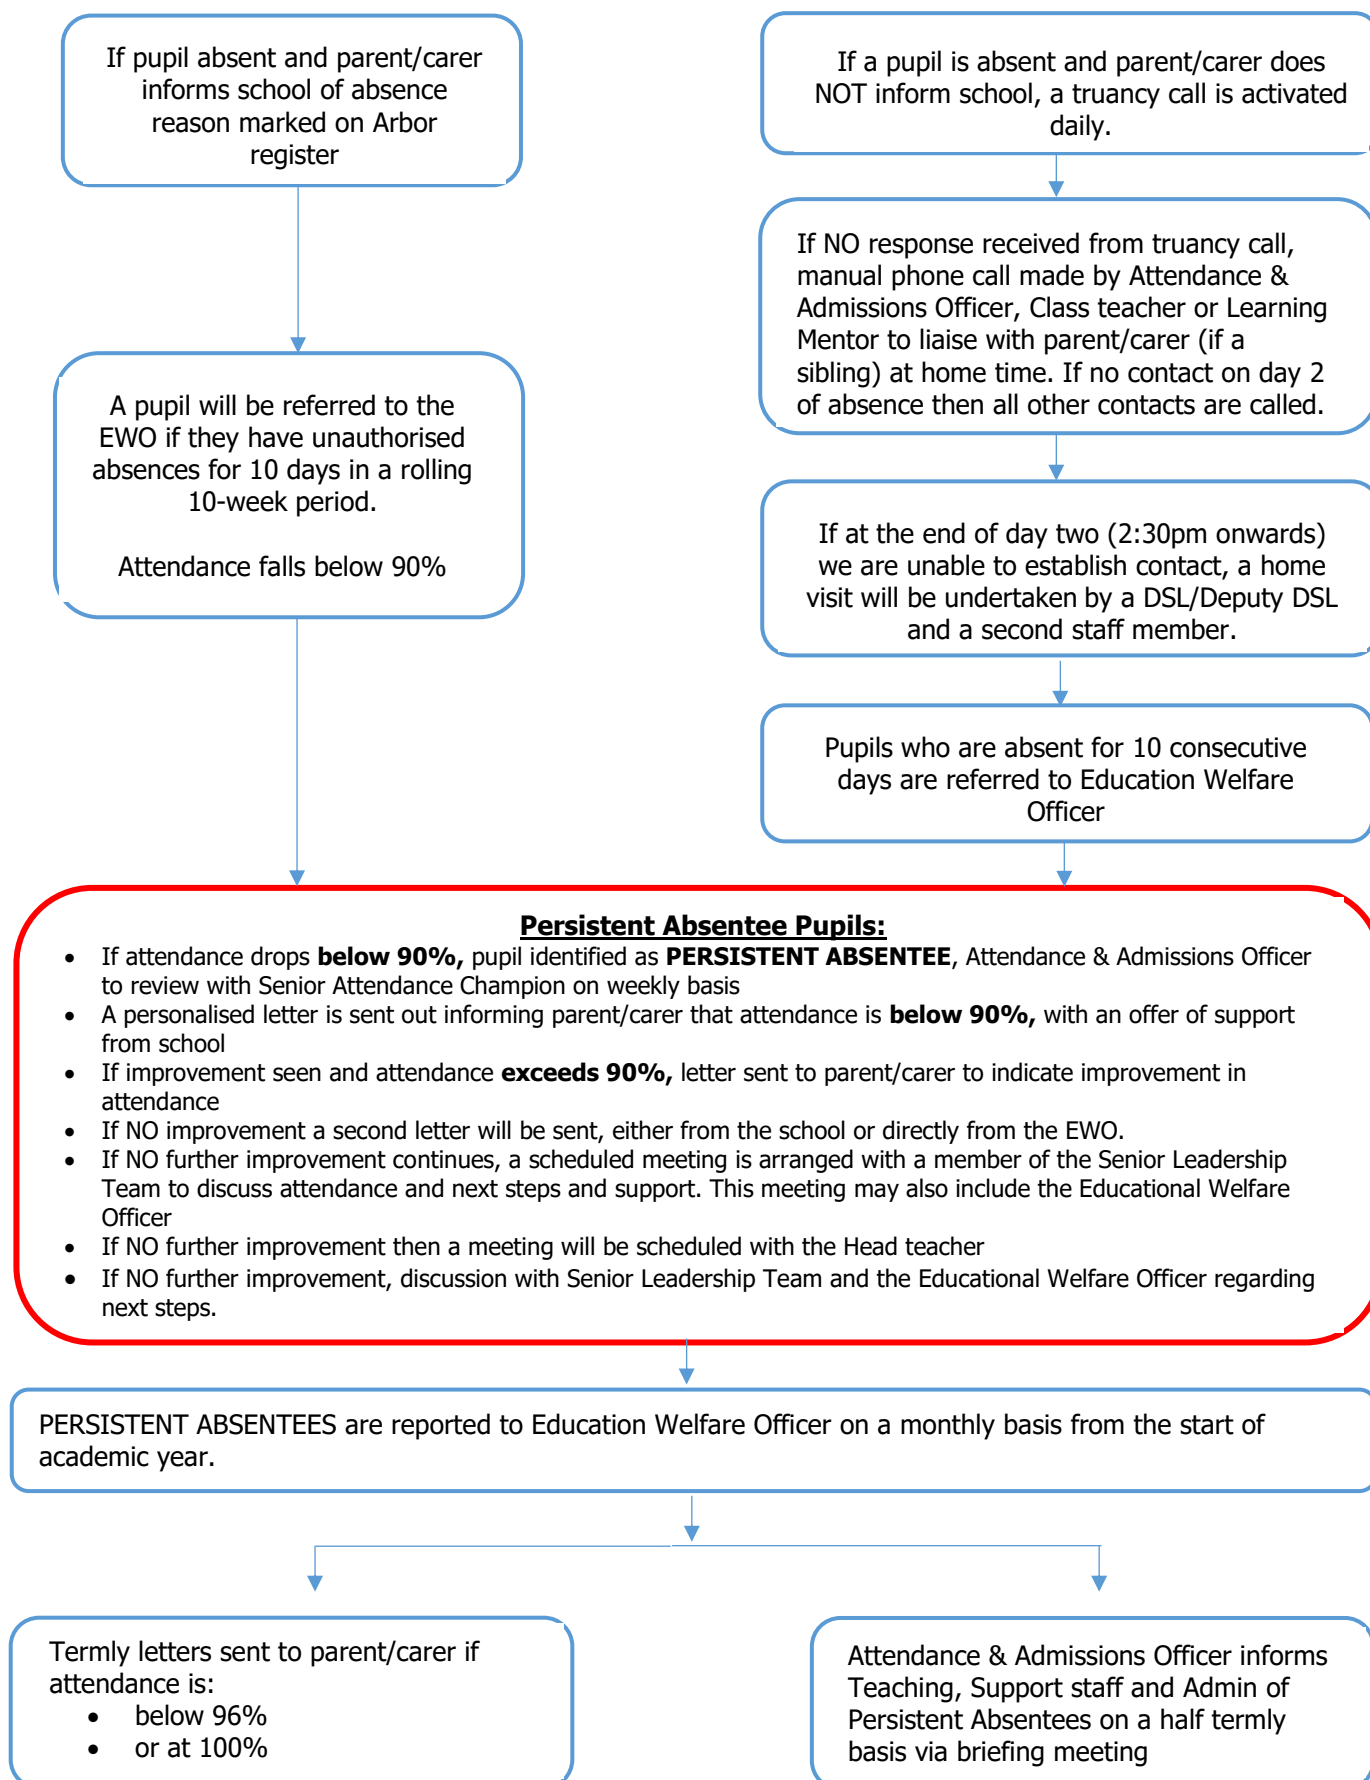 If pupil absent and parent/carer
informs school of absence
reason marked on Arbor
register
If a pupil is absent and parent/carer does
NOT inform school, a truancy call is activated
daily.
If NO response received from truancy call,
manual phone call made by Attendance &
Admissions Officer, Class teacher or Learning
Mentor to liaise with parent/carer (if a
sibling) at home time. If no contact on day 2
of absence then all other contacts are called.
A pupil will be referred to the
EWO if they have unauthorised
absences for 10 days in a rolling
10-week period.
Attendance falls below 90%
If at the end of day two (2:30pm onwards)
we are unable to establish contact, a home
visit will be undertaken by a DSL/Deputy DSL
and a second staff member.
Pupils who are absent for 10 consecutive
days are referred to Education Welfare
Officer
Persistent Absentee Pupils:
• If attendance drops below 90%, pupil identified as PERSISTENT ABSENTEE, Attendance & Admissions Officer
to review with Senior Attendance Champion on weekly basis
• A personalised letter is sent out informing parent/carer that attendance is below 90%, with an offer of support
from school
• If improvement seen and attendance exceeds 90%, letter sent to parent/carer to indicate improvement in
attendance
• If NO improvement a second letter will be sent, either from the school or directly from the EWO.
• If NO further improvement continues, a scheduled meeting is arranged with a member of the Senior Leadership
Team to discuss attendance and next steps and support. This meeting may also include the Educational Welfare
Officer
• If NO further improvement then a meeting will be scheduled with the Head teacher
• If NO further improvement, discussion with Senior Leadership Team and the Educational Welfare Officer regarding
next steps.
PERSISTENT ABSENTEES are reported to Education Welfare Officer on a monthly basis from the start of
academic year.
Termly letters sent to parent/carer if
attendance is:
• below 96%
• or at 100%
Attendance & Admissions Officer informs
Teaching, Support staff and Admin of
Persistent Absentees on a half termly
basis via briefing meeting